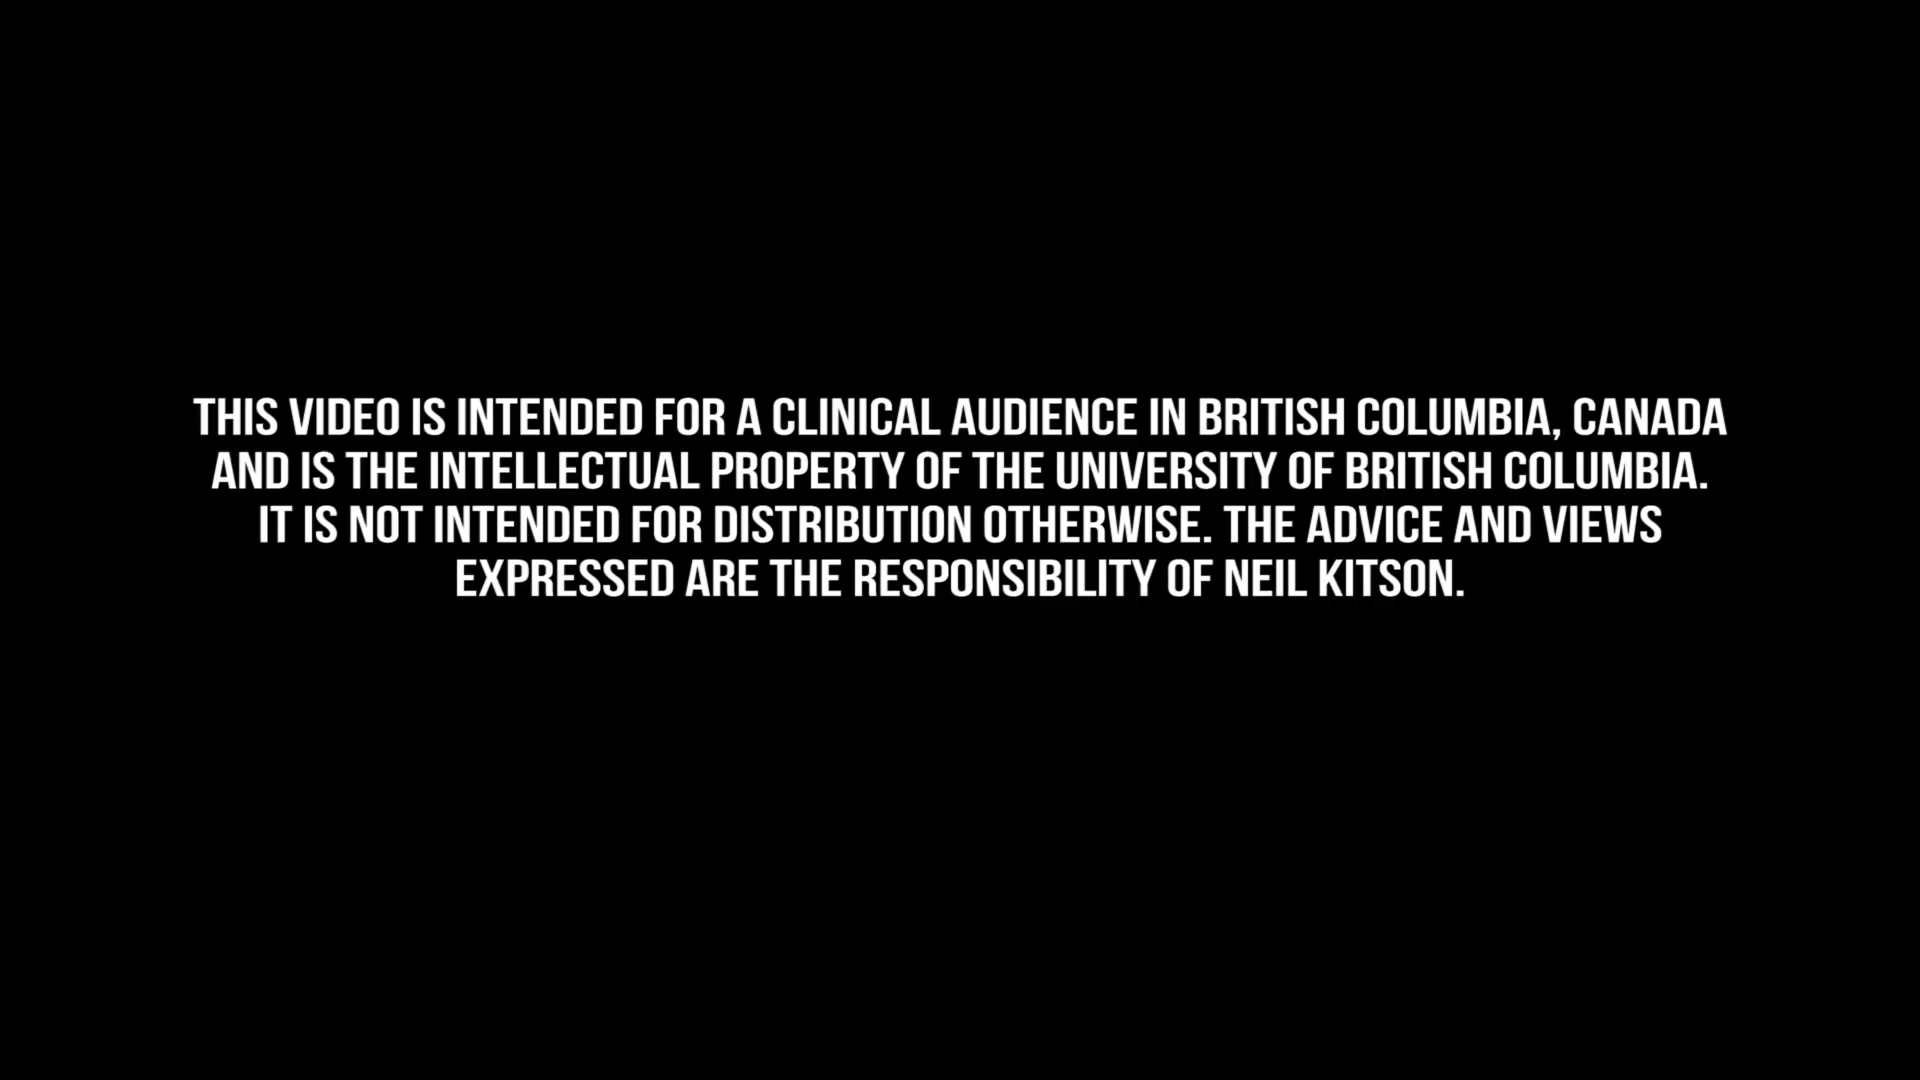 THIS VIDEO IS INTENDED FOR A CLINICAL AUDIENCE IN BRITISH COLUMBIA, CANADA
AND IS THE INTELLECTUAL PROPERTY OF THE UNIVERSITY OF BRITISH COLUMBIA.
IT IS NOT INTENDED FOR DISTRIBUTION OTHERWISE. THE ADVICE AND VIEWS
EXPRESSED ARE THE RESPONSIBILITY OF NEIL KITSON.